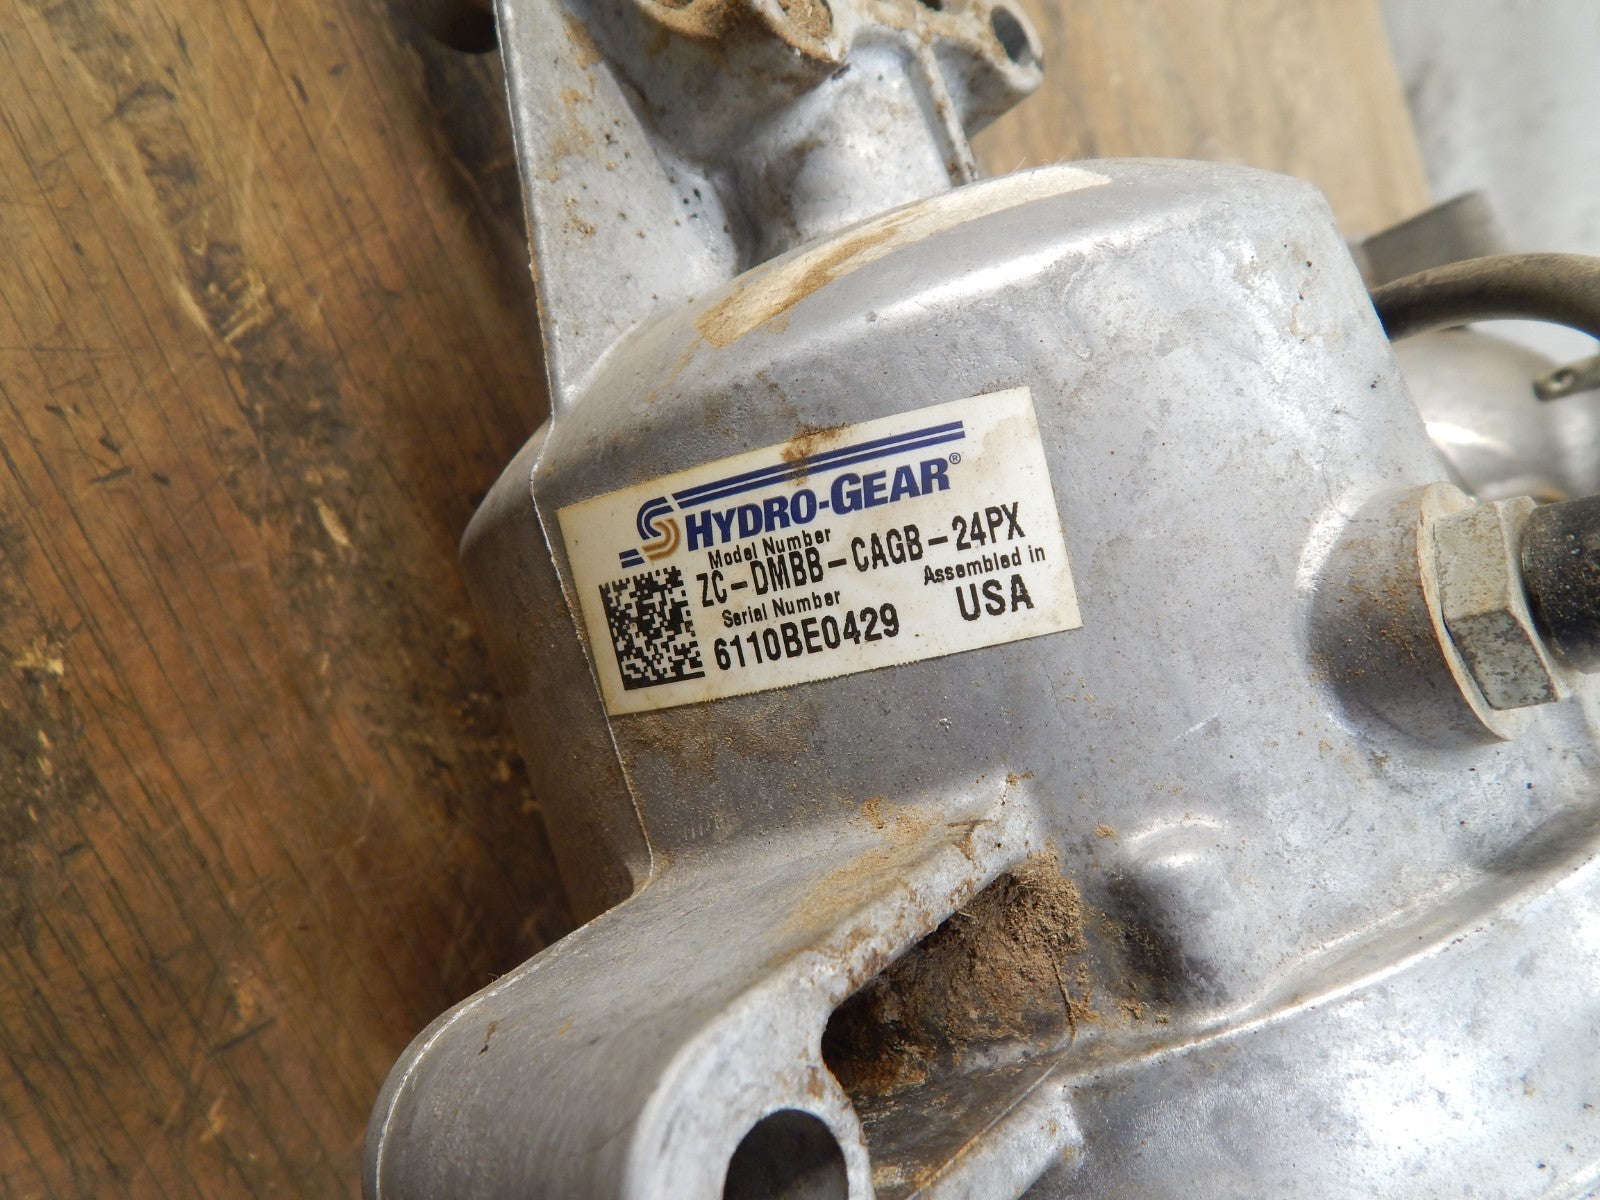 HYDRO-GEAR®
Model Number
ZC-DMBB-CAGB-24PX
Serial Number
Assembled in
6110BE0429
USA